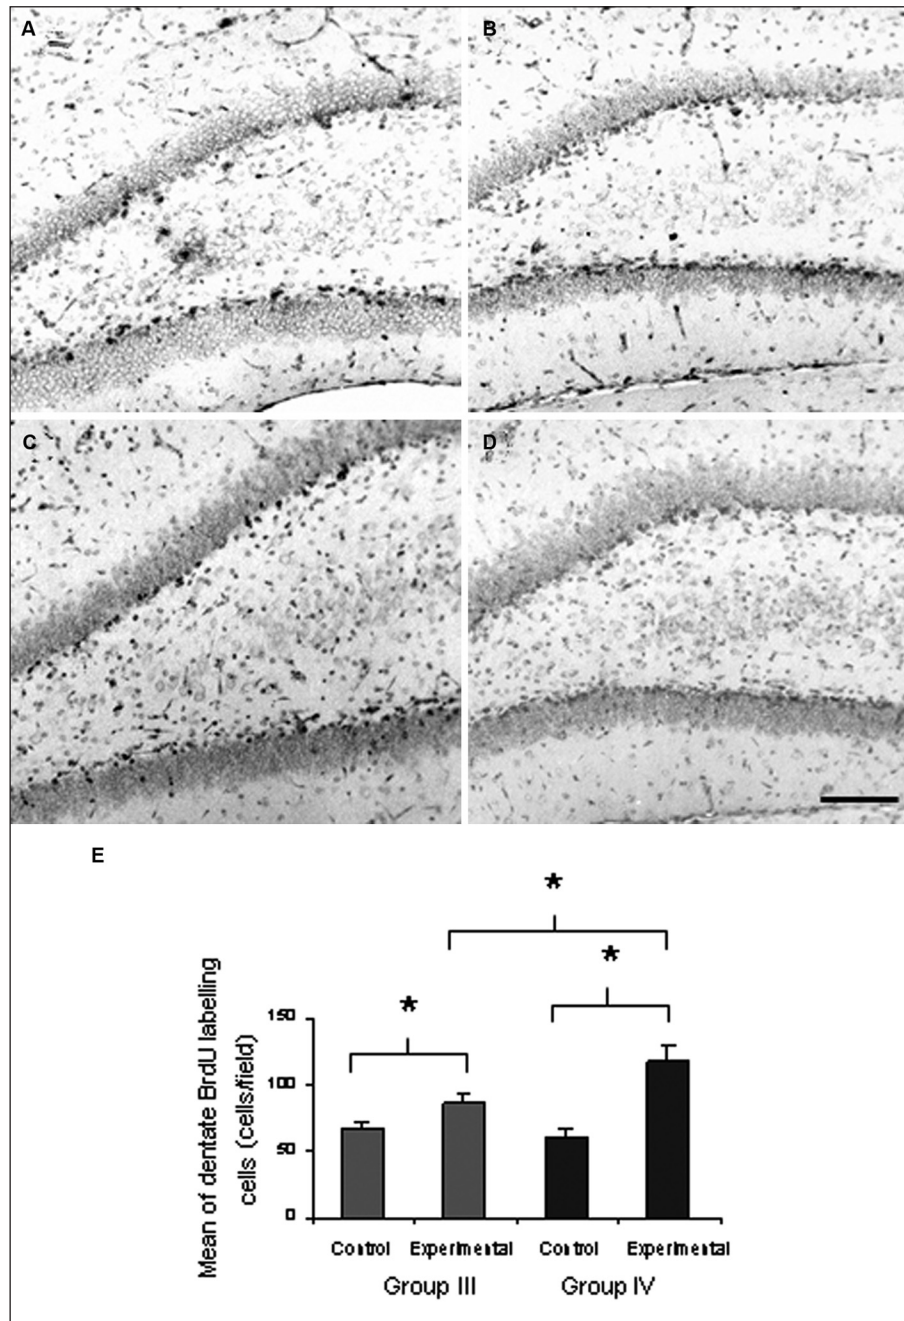 A
B
C
D
E
*
*
*
Mean of dentate BrdU labelling
cells (cells/field)
150
100
50
0
Control Experimental Control Experimental
Group III Group IV